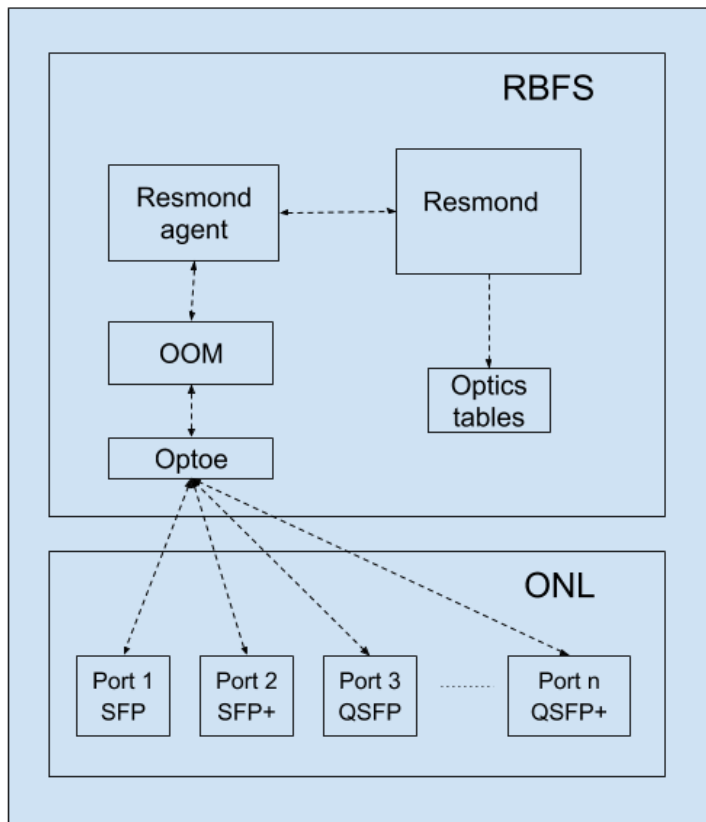 RBFS
Resmond
agent
Resmond
OOM
Optics
tables
Optoe
ONL
Port 1
SFP
Port 2
SFP+
Port 3
QSFP
Port n
QSFP+